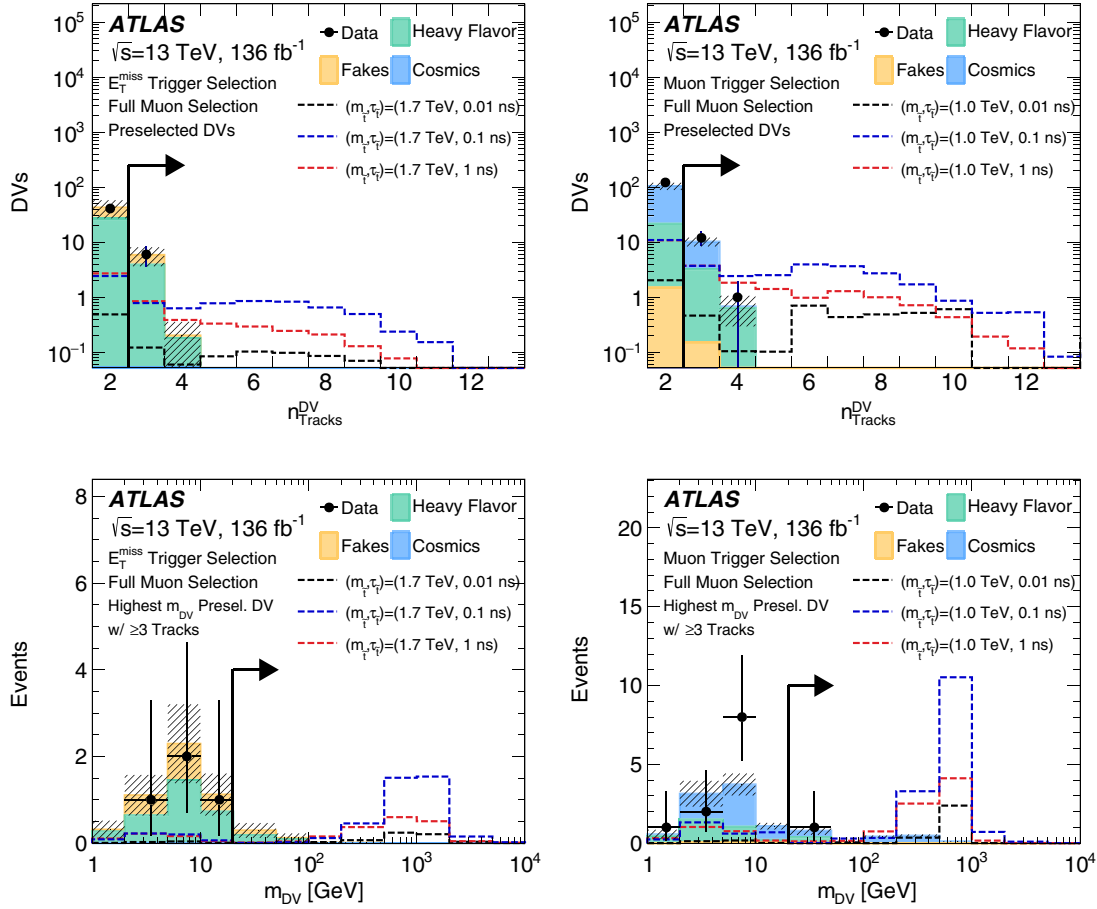 ATLAS
√s=13 TeV, 136 fb⁻¹
E_T^miss Trigger Selection
Full Muon Selection
Preselected DVs
Data
Heavy Flavor
Fakes
Cosmics
(m_t̃,τ_t̃)=(1.7 TeV, 0.01 ns)
(m_t̃,τ_t̃)=(1.7 TeV, 0.1 ns)
(m_t̃,τ_t̃)=(1.7 TeV, 1 ns)
DVs
10⁵
10⁴
10³
10²
10
1
10⁻¹
2 4 6 8 10 12
n_Tracks^DV
ATLAS
√s=13 TeV, 136 fb⁻¹
Muon Trigger Selection
Full Muon Selection
Preselected DVs
Data
Heavy Flavor
Fakes
Cosmics
(m_t̃,τ_t̃)=(1.0 TeV, 0.01 ns)
(m_t̃,τ_t̃)=(1.0 TeV, 0.1 ns)
(m_t̃,τ_t̃)=(1.0 TeV, 1 ns)
DVs
10⁵
10⁴
10³
10²
10
1
10⁻¹
2 4 6 8 10 12
n_Tracks^DV
ATLAS
√s=13 TeV, 136 fb⁻¹
E_T^miss Trigger Selection
Full Muon Selection
Highest m_DV Presel. DV
w/ ≥3 Tracks
Data
Heavy Flavor
Fakes
Cosmics
(m_t̃,τ_t̃)=(1.7 TeV, 0.01 ns)
(m_t̃,τ_t̃)=(1.7 TeV, 0.1 ns)
(m_t̃,τ_t̃)=(1.7 TeV, 1 ns)
Events
8
6
4
2
0
1 10 10² 10³ 10⁴
m_DV [GeV]
ATLAS
√s=13 TeV, 136 fb⁻¹
Muon Trigger Selection
Full Muon Selection
Highest m_DV Presel. DV
w/ ≥3 Tracks
Data
Heavy Flavor
Fakes
Cosmics
(m_t̃,τ_t̃)=(1.0 TeV, 0.01 ns)
(m_t̃,τ_t̃)=(1.0 TeV, 0.1 ns)
(m_t̃,τ_t̃)=(1.0 TeV, 1 ns)
Events
20
15
10
5
0
1 10 10² 10³ 10⁴
m_DV [GeV]